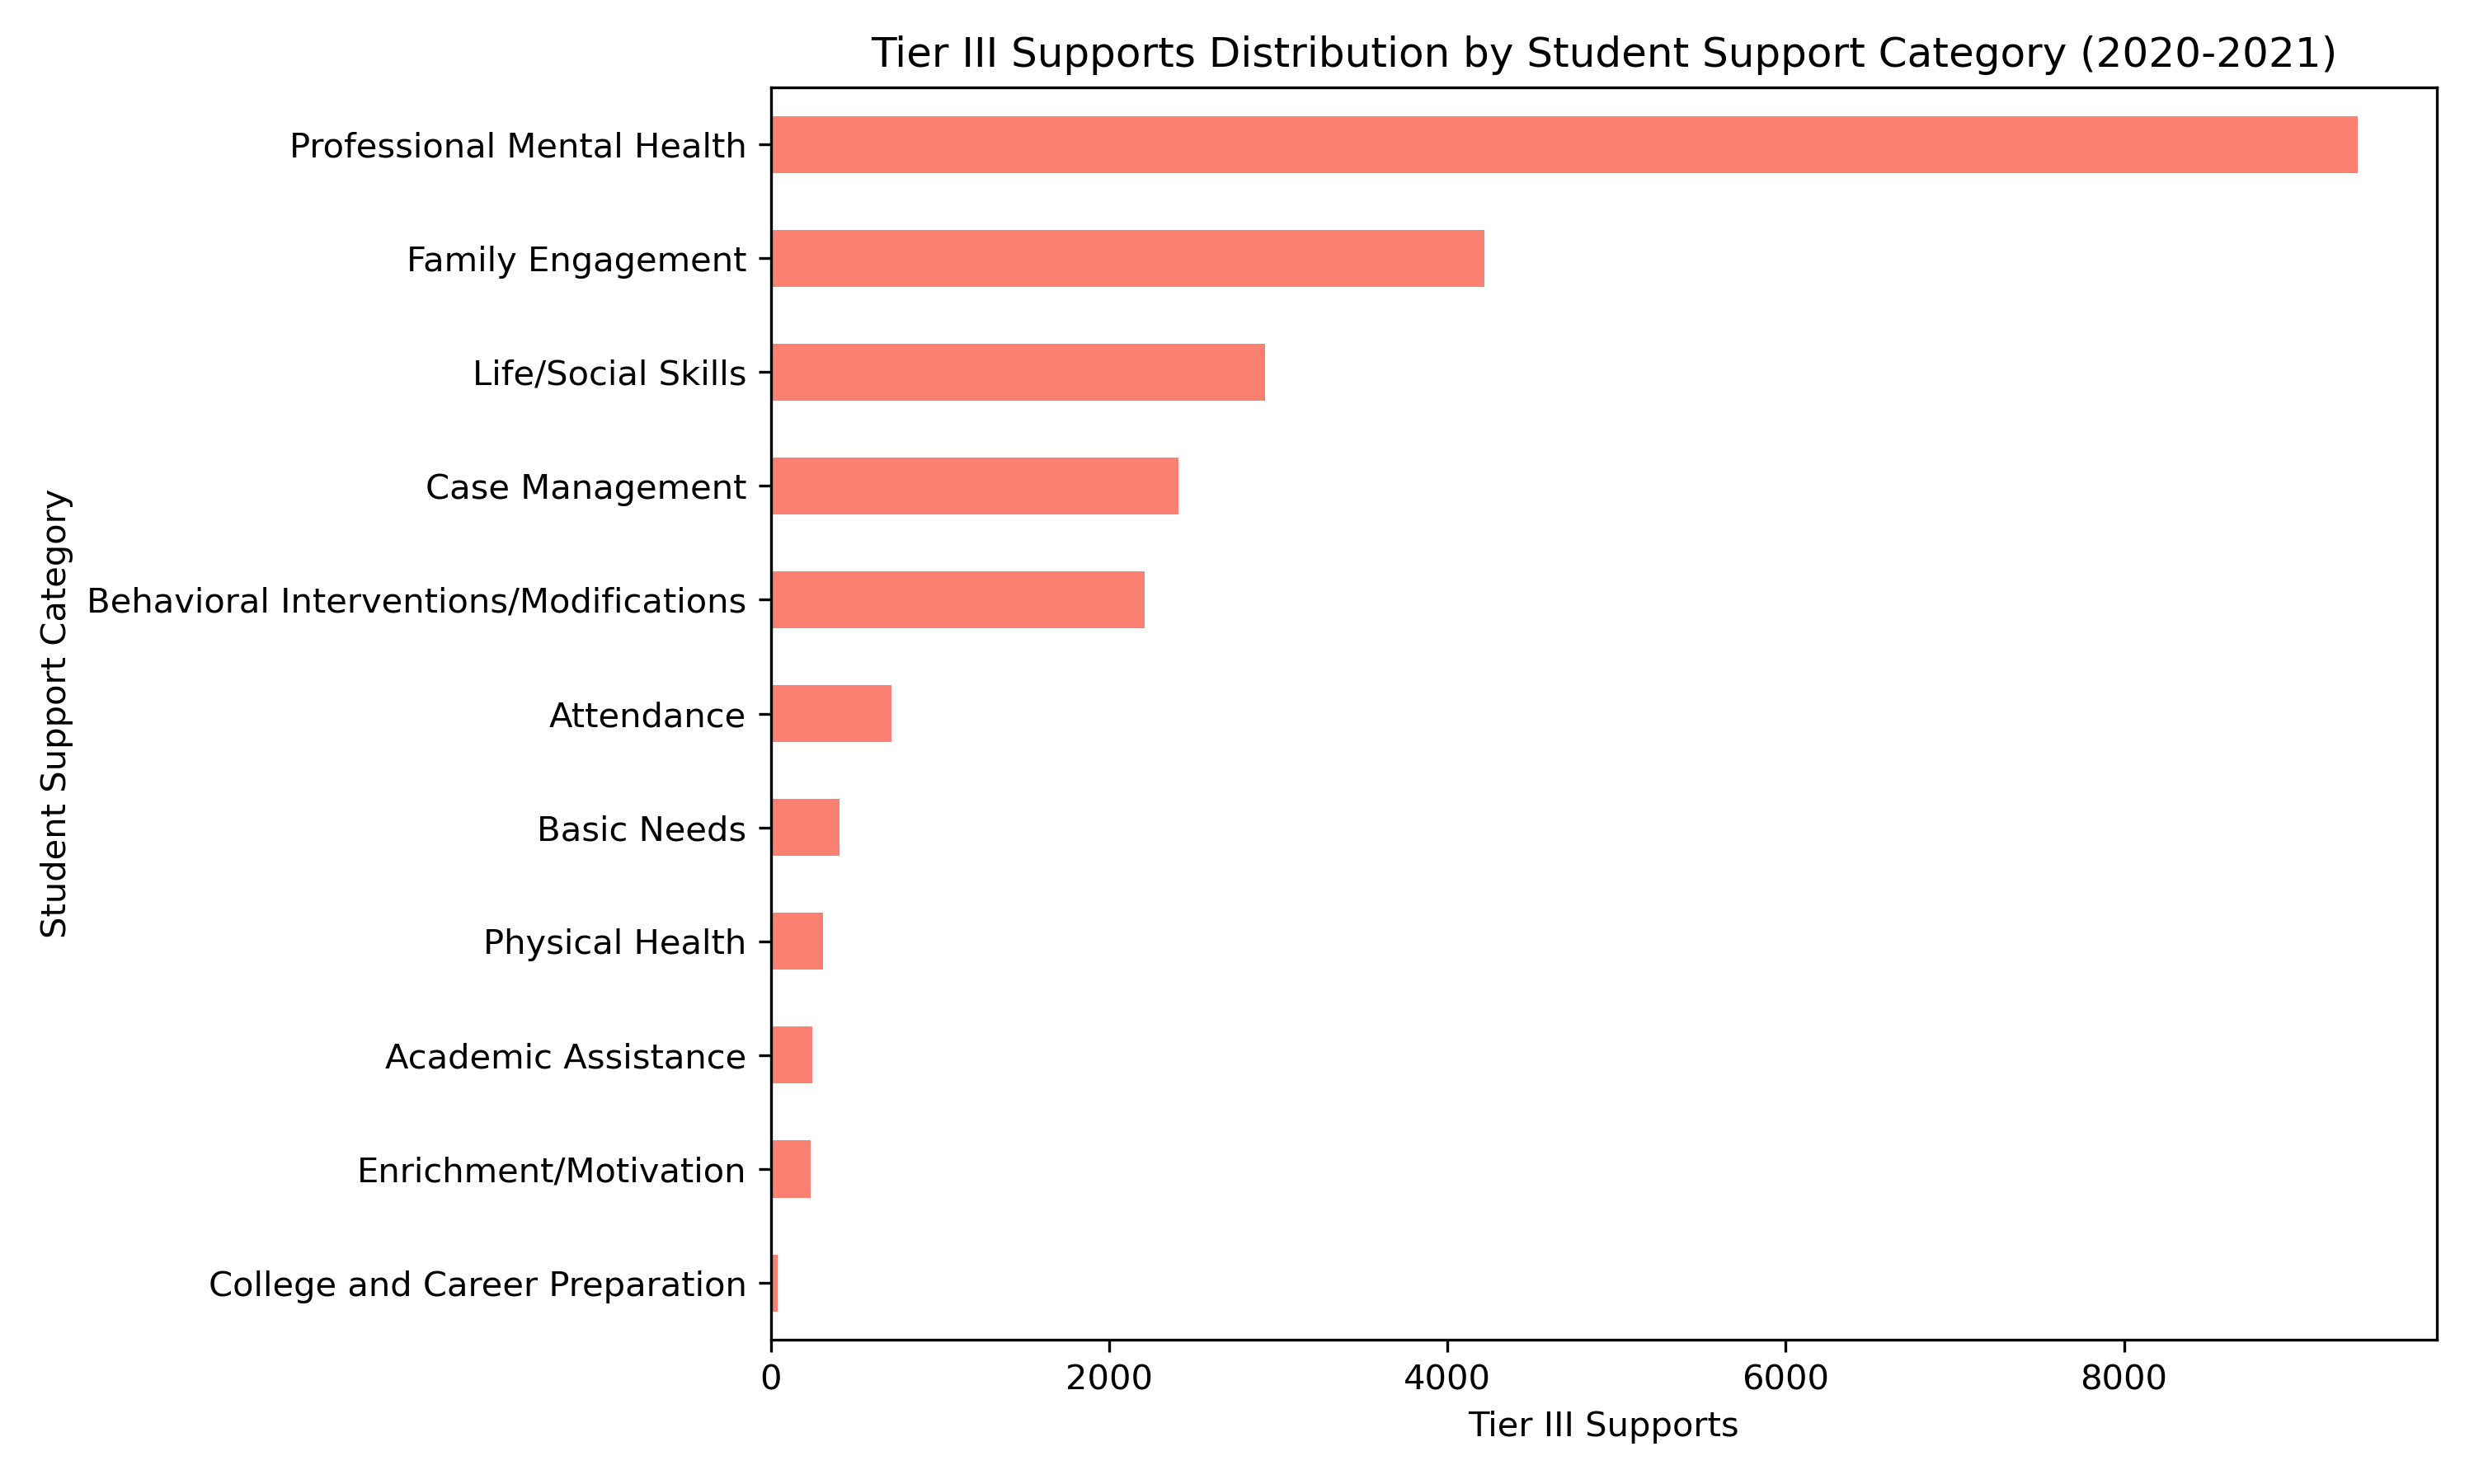 Tier III Supports Distribution by Student Support Category (2020-2021)
Student Support Category
Professional Mental Health
Family Engagement
Life/Social Skills
Case Management
Behavioral Interventions/Modifications
Attendance
Basic Needs
Physical Health
Academic Assistance
Enrichment/Motivation
College and Career Preparation
0 2000 4000 6000 8000
Tier III Supports